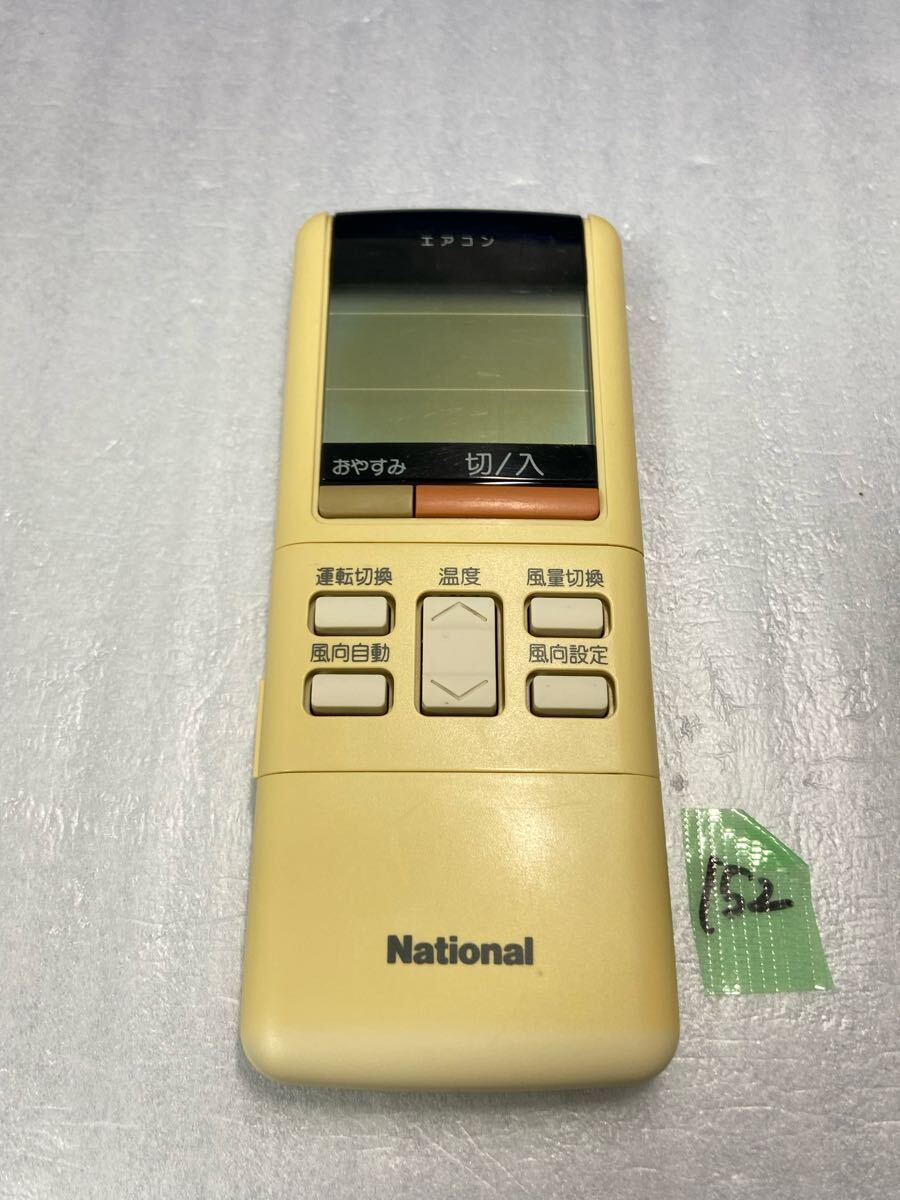 エアコン
おやすみ 切/入
運転切換 温度 風量切換
風向自動 風向設定
National
152